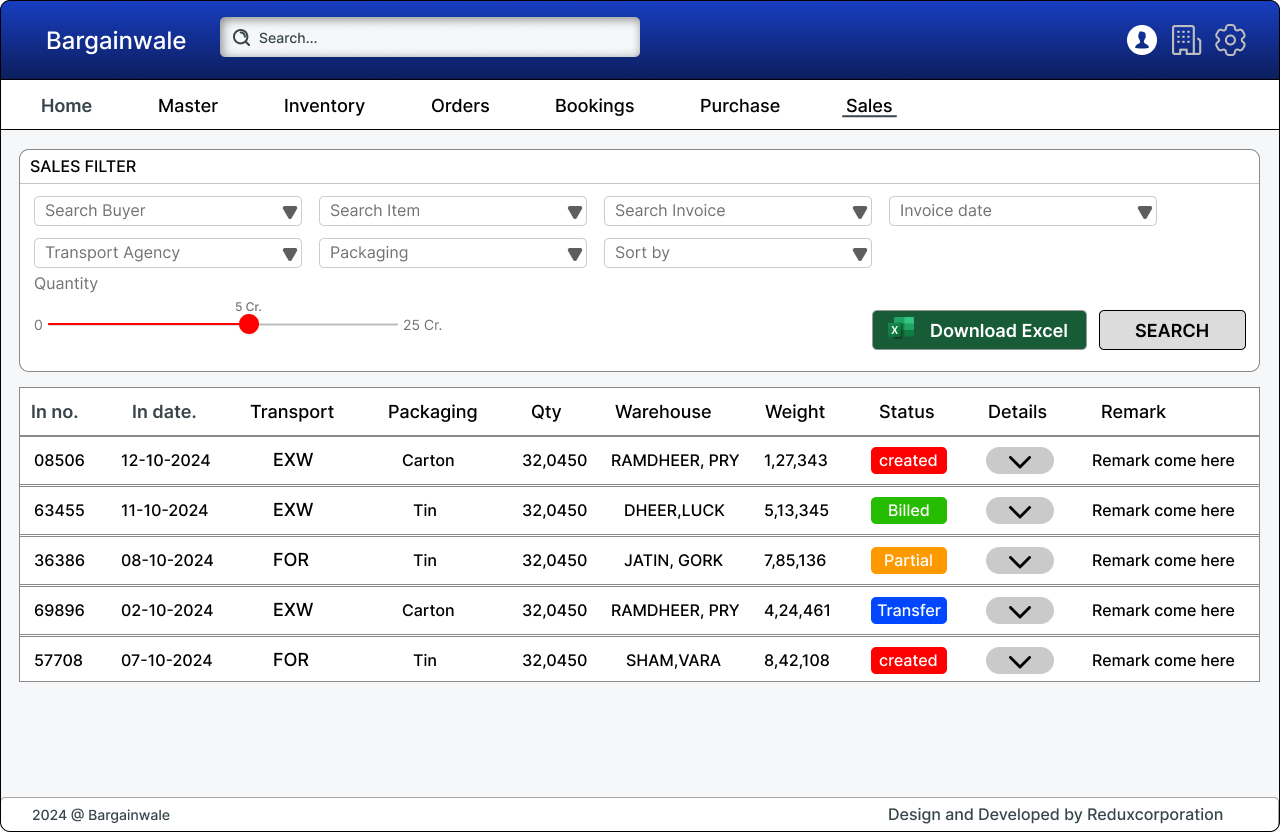 Bargainwale
Search...
Home Master Inventory Orders Bookings Purchase Sales
SALES FILTER
Search Buyer Search Item Search Invoice Invoice date
Transport Agency Packaging Sort by
Quantity
5 Cr.
0 25 Cr.
X Download Excel SEARCH
In no. In date. Transport Packaging Qty Warehouse Weight Status Details Remark
08506 12-10-2024 EXW Carton 32,0450 RAMDHEER, PRY 1,27,343 created Remark come here
63455 11-10-2024 EXW Tin 32,0450 DHEER,LUCK 5,13,345 Billed Remark come here
36386 08-10-2024 FOR Tin 32,0450 JATIN, GORK 7,85,136 Partial Remark come here
69896 02-10-2024 EXW Carton 32,0450 RAMDHEER, PRY 4,24,461 Transfer Remark come here
57708 07-10-2024 FOR Tin 32,0450 SHAM,VARA 8,42,108 created Remark come here
2024 @ Bargainwale Design and Developed by Reduxcorporation